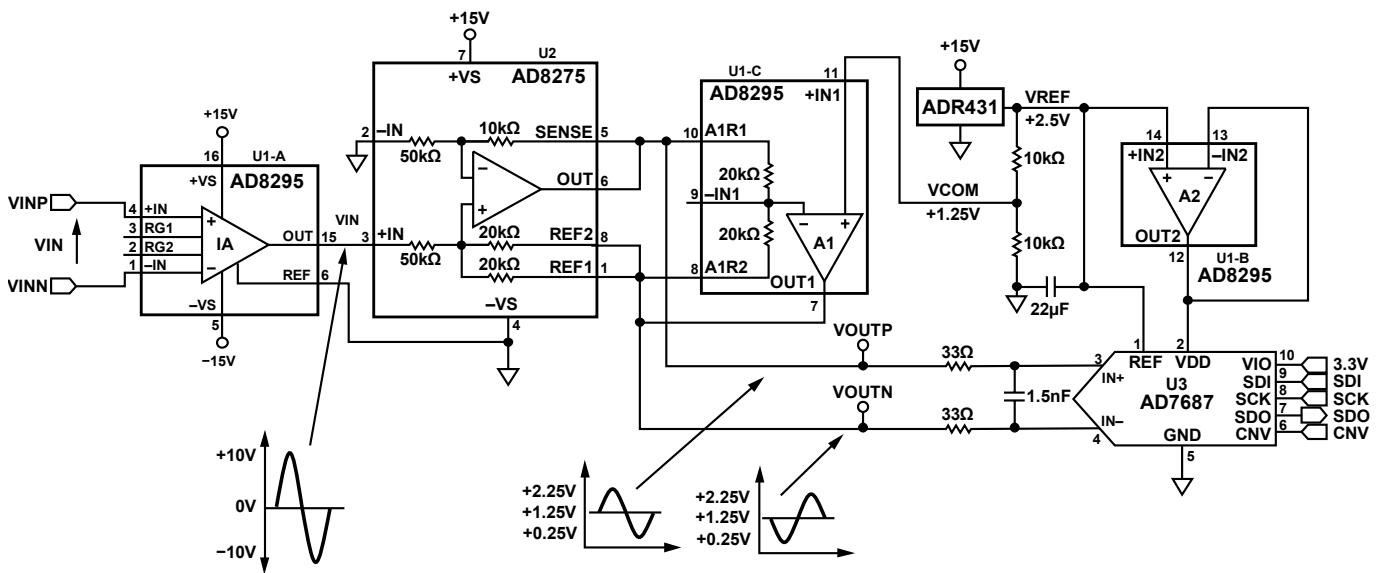 VINP
VIN
VINN
+15V
16
U1-A
AD8295
+VS
4
+IN
3
RG1
2
RG2
1
–IN
+
IA
–
OUT
15
REF
6
–VS
5
–15V
VIN
+15V
7
+VS
U2
AD8275
2
–IN
50kΩ
10kΩ
SENSE
5
–
+
OUT
6
3
+IN
50kΩ
20kΩ
REF2
8
20kΩ
REF1
1
–VS
4
U1-C
AD8295
11
+IN1
10
A1R1
20kΩ
9
–IN1
20kΩ
8
A1R2
–
+
A1
OUT1
7
+15V
ADR431
VREF
+2.5V
10kΩ
VCOM
+1.25V
10kΩ
22µF
14
13
+IN2
–IN2
+
–
A2
OUT2
12
U1-B
AD8295
VOUTP
33Ω
VOUTN
33Ω
1.5nF
1
2
REF
VDD
3
IN+
IN–
4
U3
AD7687
GND
5
VIO
10
3.3V
SDI
9
SDI
SCK
8
SCK
SDO
7
SDO
CNV
6
CNV
+10V
0V
–10V
+2.25V
+1.25V
+0.25V
+2.25V
+1.25V
+0.25V